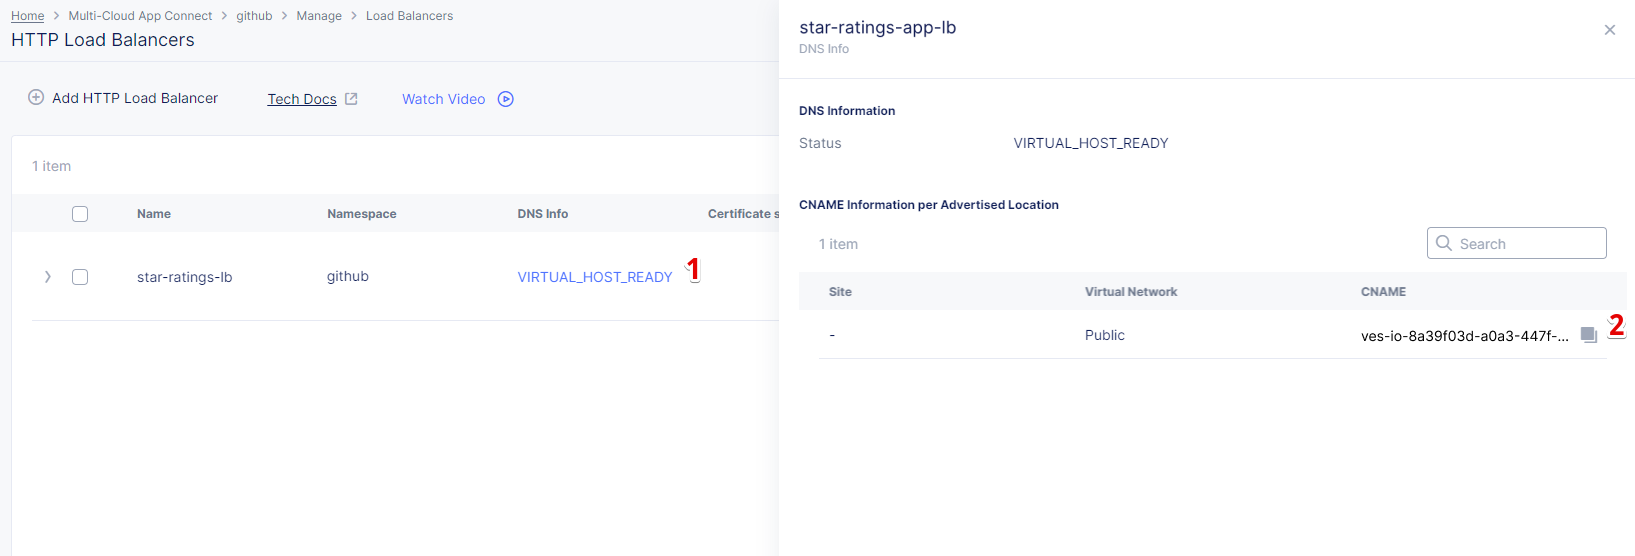 Home > Multi-Cloud App Connect > github > Manage > Load Balancers
HTTP Load Balancers
Add HTTP Load Balancer
Tech Docs
Watch Video
1 item
Name
Namespace
DNS Info
Certificate s
star-ratings-lb
github
VIRTUAL_HOST_READY
1
star-ratings-app-lb
DNS Info
DNS Information
Status
VIRTUAL_HOST_READY
CNAME Information per Advertised Location
1 item
Search
Site
Virtual Network
CNAME
-
Public
ves-io-8a39f03d-a0a3-447f-...
2